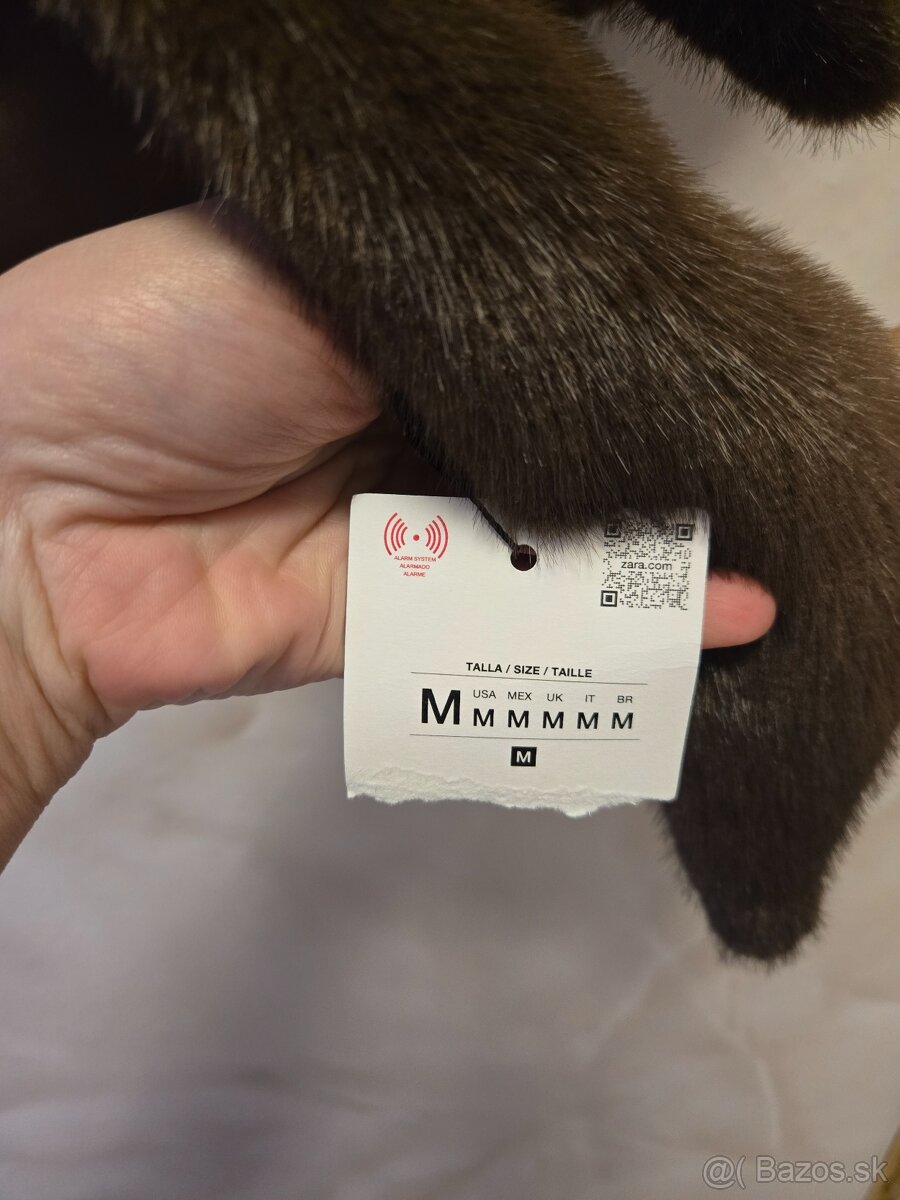 ALARM SYSTEM
ALARMADO
ALARME
zara.com
TALLA / SIZE / TAILLE
M
USA MEX UK IT BR
M M M M M
M
@( Bazos.sk